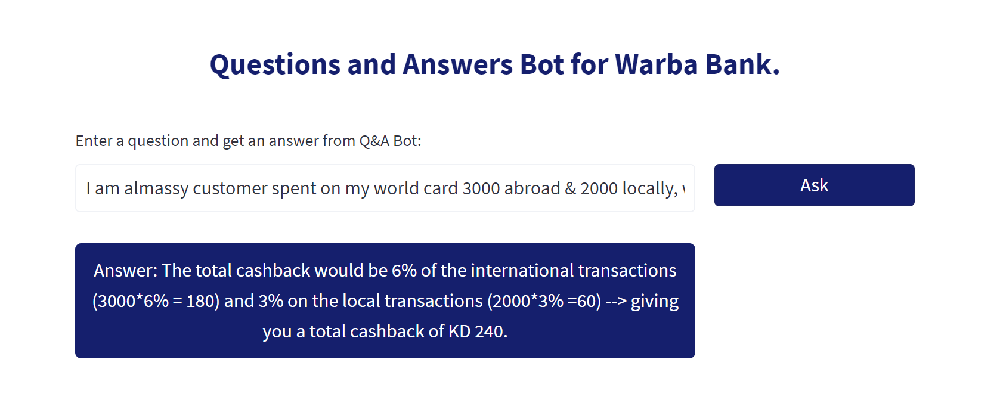 Questions and Answers Bot for Warba Bank.
Enter a question and get an answer from Q&A Bot:
I am almassy customer spent on my world card 3000 abroad & 2000 locally,
Ask
Answer: The total cashback would be 6% of the international transactions
(3000*6% = 180) and 3% on the local transactions (2000*3% =60) --> giving
you a total cashback of KD 240.